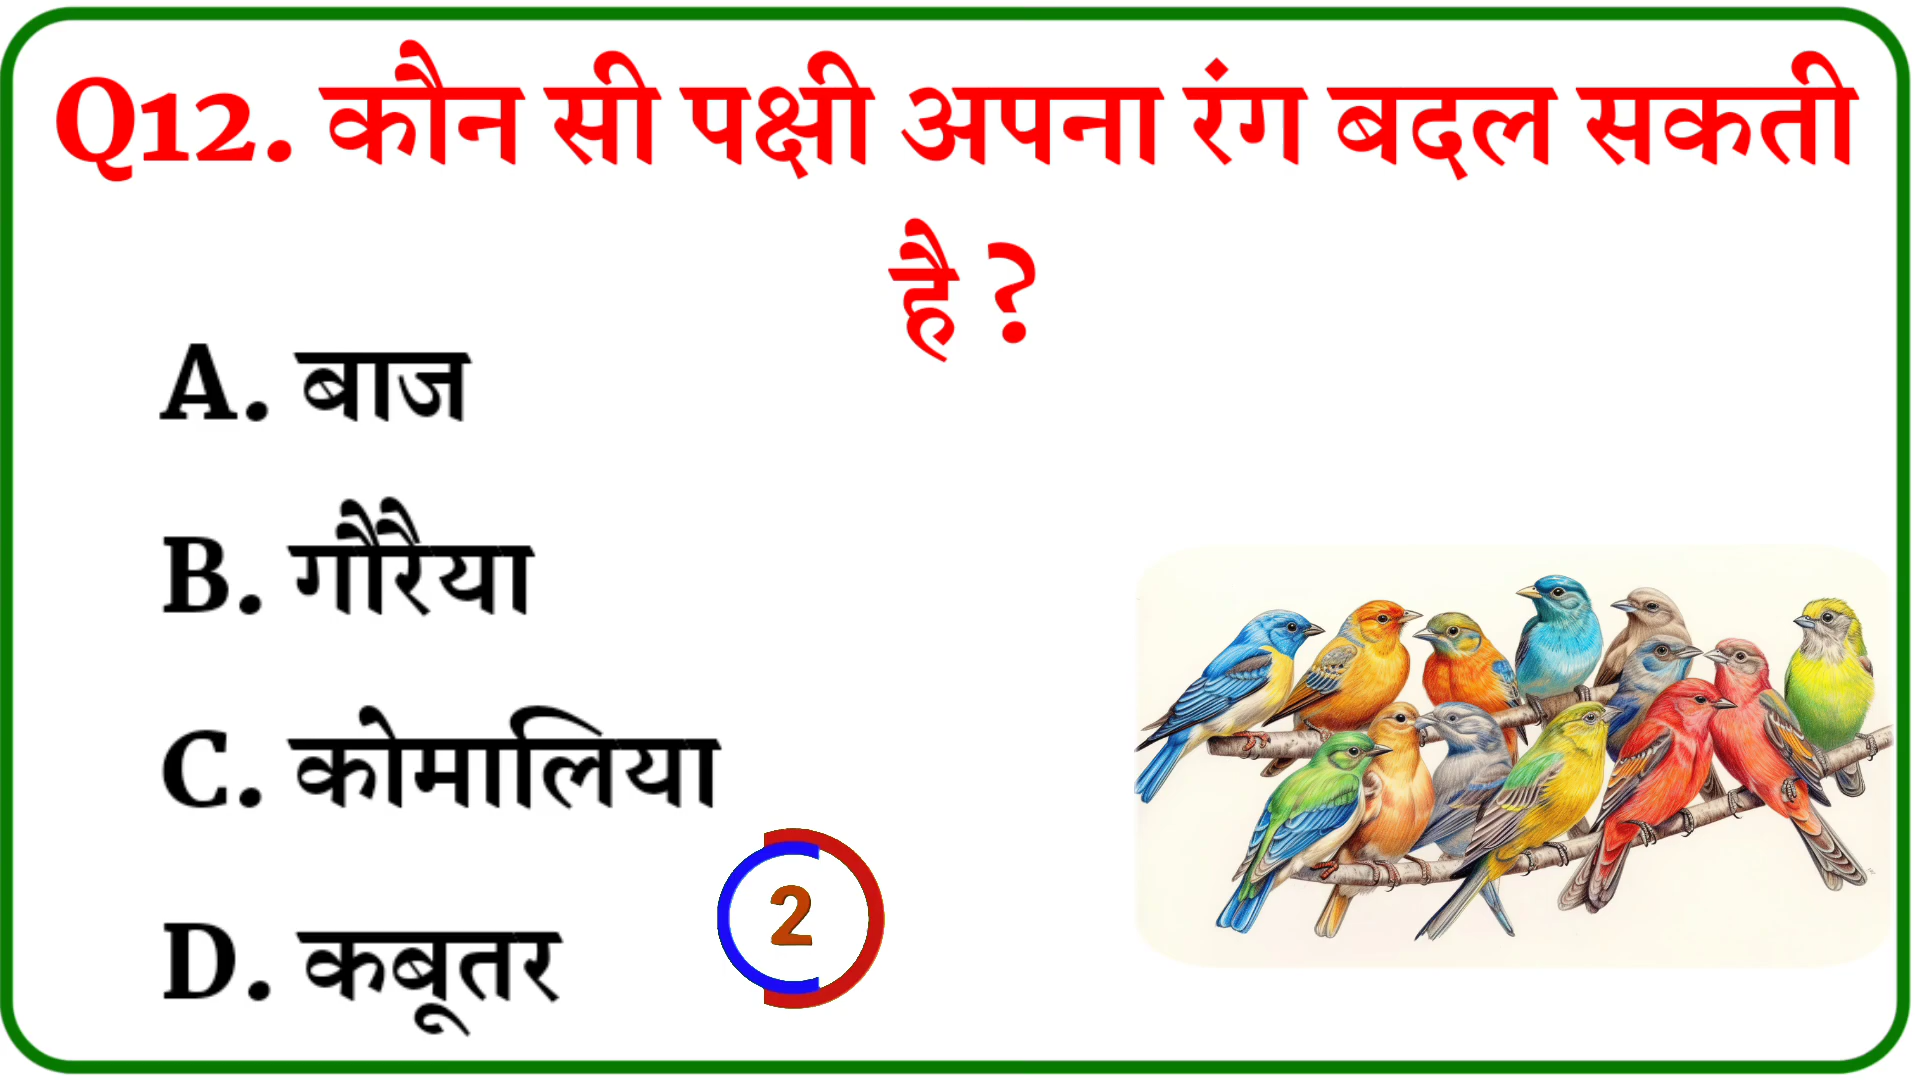 Q12. कौन सी पक्षी अपना रंग बदल सकती
है ?
A. बाज
B. गौरैया
C. कोमालिया
D. कबूतर
2